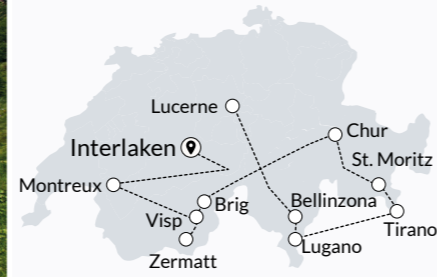 Lucerne
Chur
Interlaken
St. Moritz
Montreux
Brig
Bellinzona
Visp
Tirano
Lugano
Zermatt